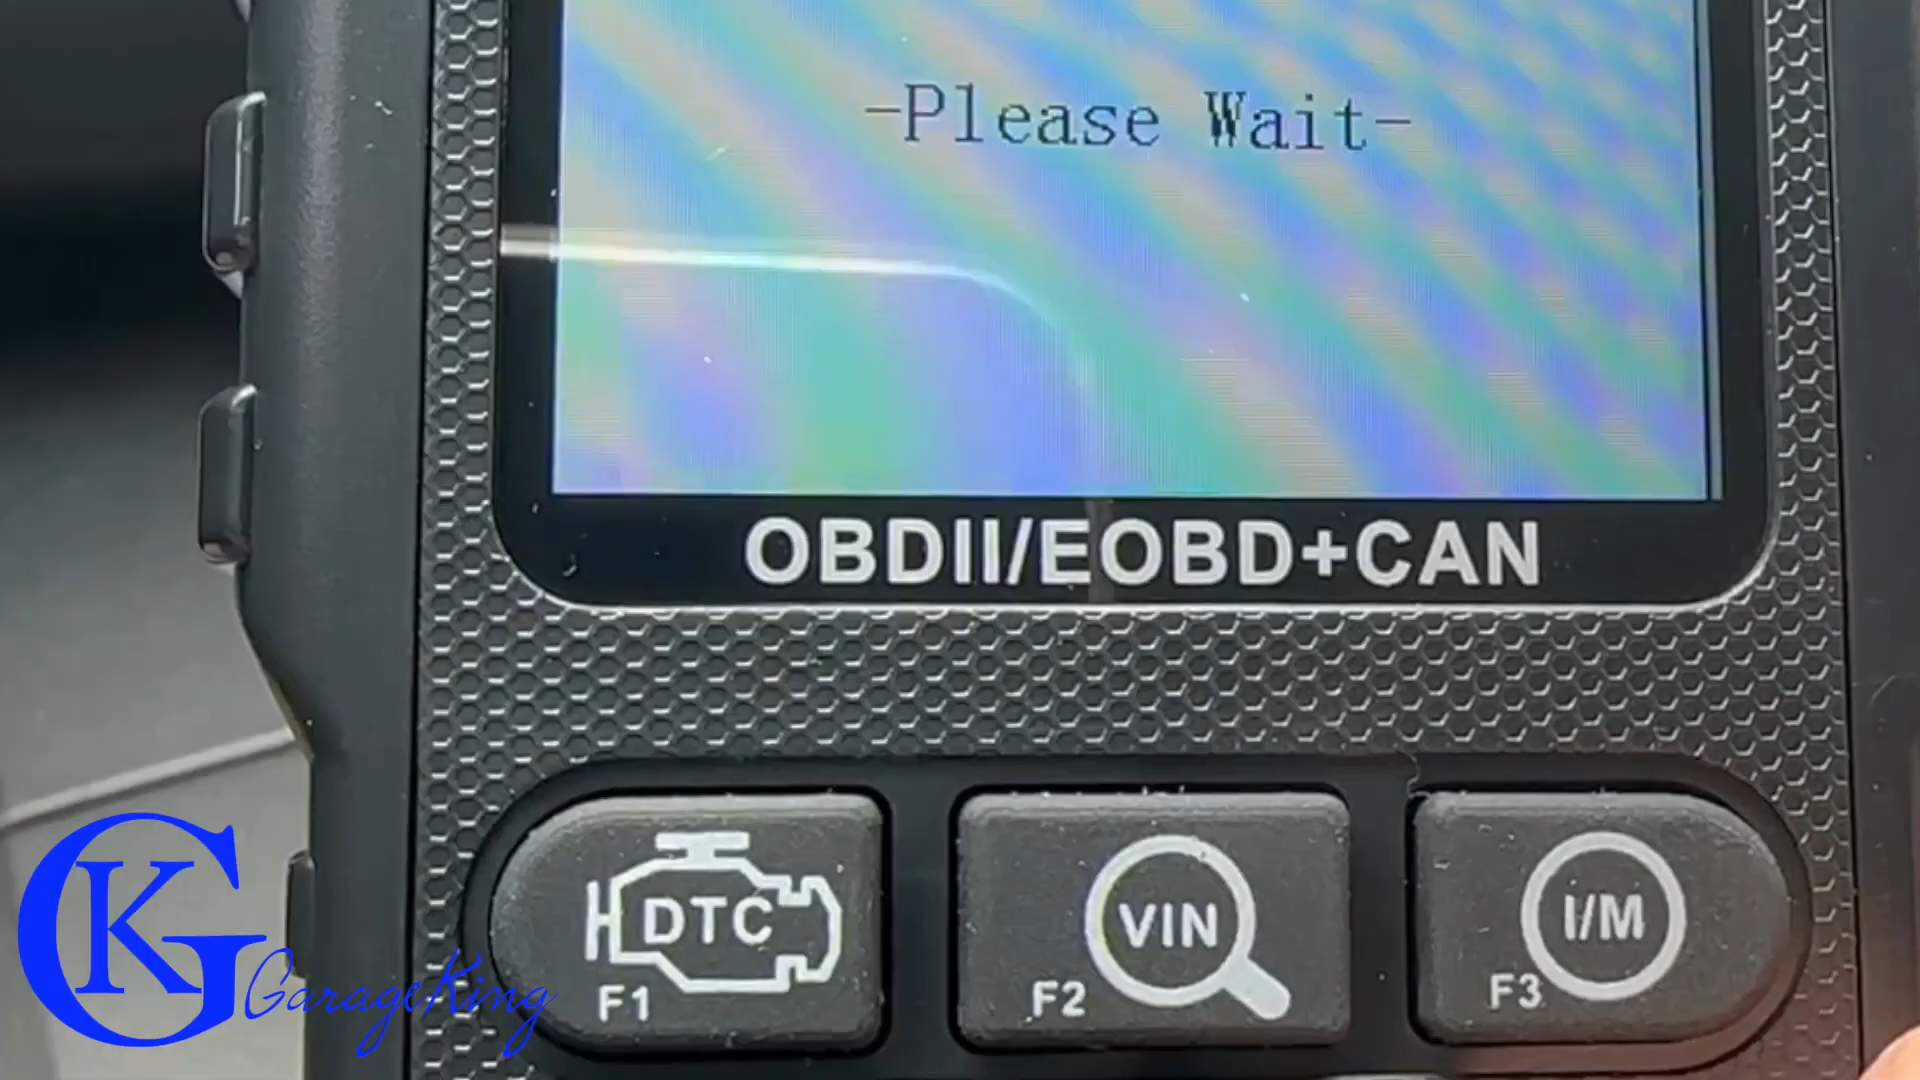 -Please Wait-
OBDII/EOBD+CAN
DTC
F1
VIN
F2
I/M
F3
GK
GarageKing